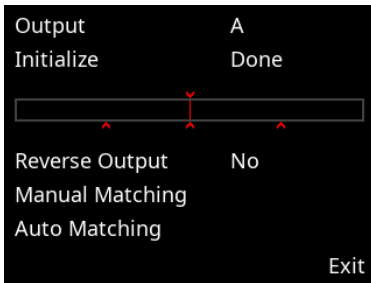 Output A
Initialize Done
Reverse Output No
Manual Matching
Auto Matching
Exit